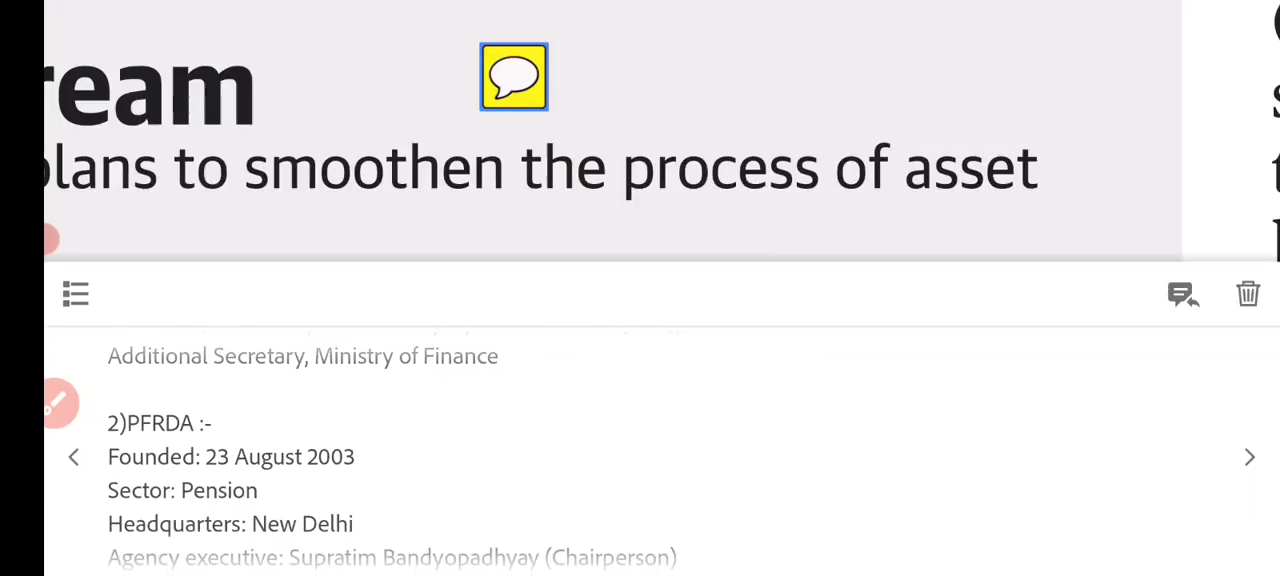 ream
plans to smoothen the process of asset
Additional Secretary, Ministry of Finance
2)PFRDA :-
Founded: 23 August 2003
Sector: Pension
Headquarters: New Delhi
Agency executive: Supratim Bandyopadhyay (Chairperson)